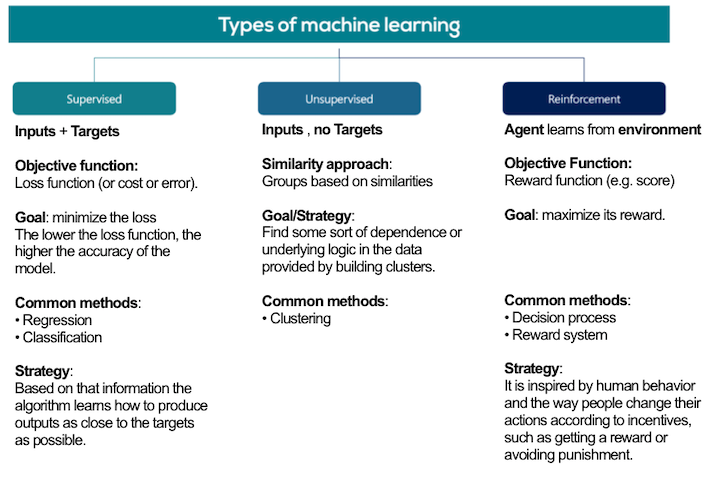 Types of machine learning
Supervised
Inputs + Targets
Objective function:
Loss function (or cost or error).
Goal: minimize the loss
The lower the loss function, the
higher the accuracy of the
model.
Common methods:
• Regression
• Classification
Strategy:
Based on that information the
algorithm learns how to produce
outputs as close to the targets
as possible.
Unsupervised
Inputs , no Targets
Similarity approach:
Groups based on similarities
Goal/Strategy:
Find some sort of dependence or
underlying logic in the data
provided by building clusters.
Common methods:
• Clustering
Reinforcement
Agent learns from environment
Objective Function:
Reward function (e.g. score)
Goal: maximize its reward.
Common methods:
• Decision process
• Reward system
Strategy:
It is inspired by human behavior
and the way people change their
actions according to incentives,
such as getting a reward or
avoiding punishment.